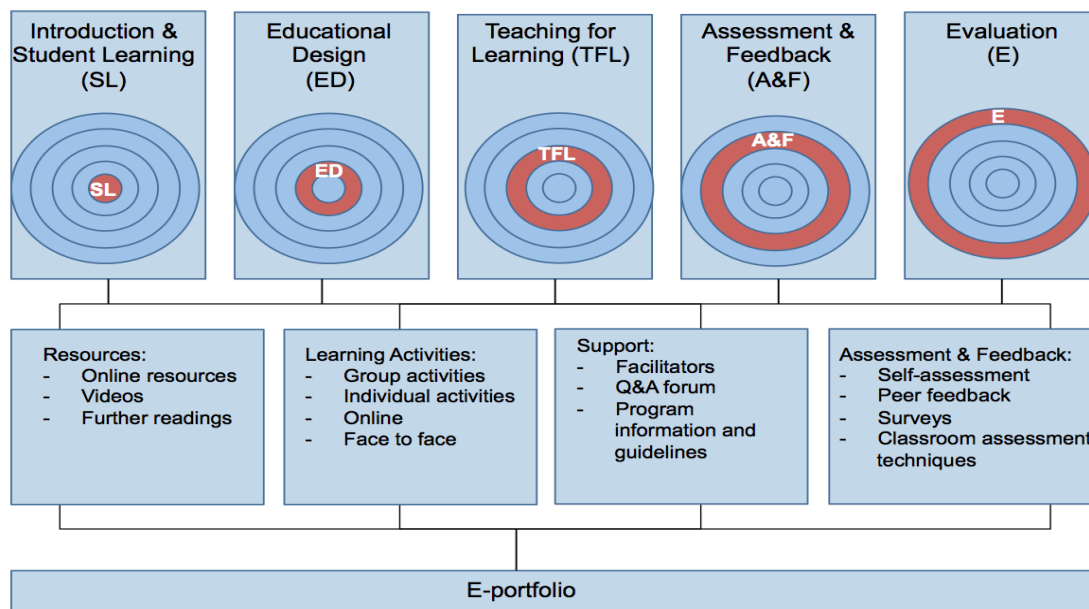 Introduction &
Student Learning
(SL)
Educational
Design
(ED)
Teaching for
Learning (TFL)
Assessment &
Feedback
(A&F)
Evaluation
(E)
SL
ED
TFL
A&F
E
Resources:
- Online resources
- Videos
- Further readings
Learning Activities:
- Group activities
- Individual activities
- Online
- Face to face
Support:
- Facilitators
- Q&A forum
- Program
information and
guidelines
Assessment & Feedback:
- Self-assessment
- Peer feedback
- Surveys
- Classroom assessment
techniques
E-portfolio